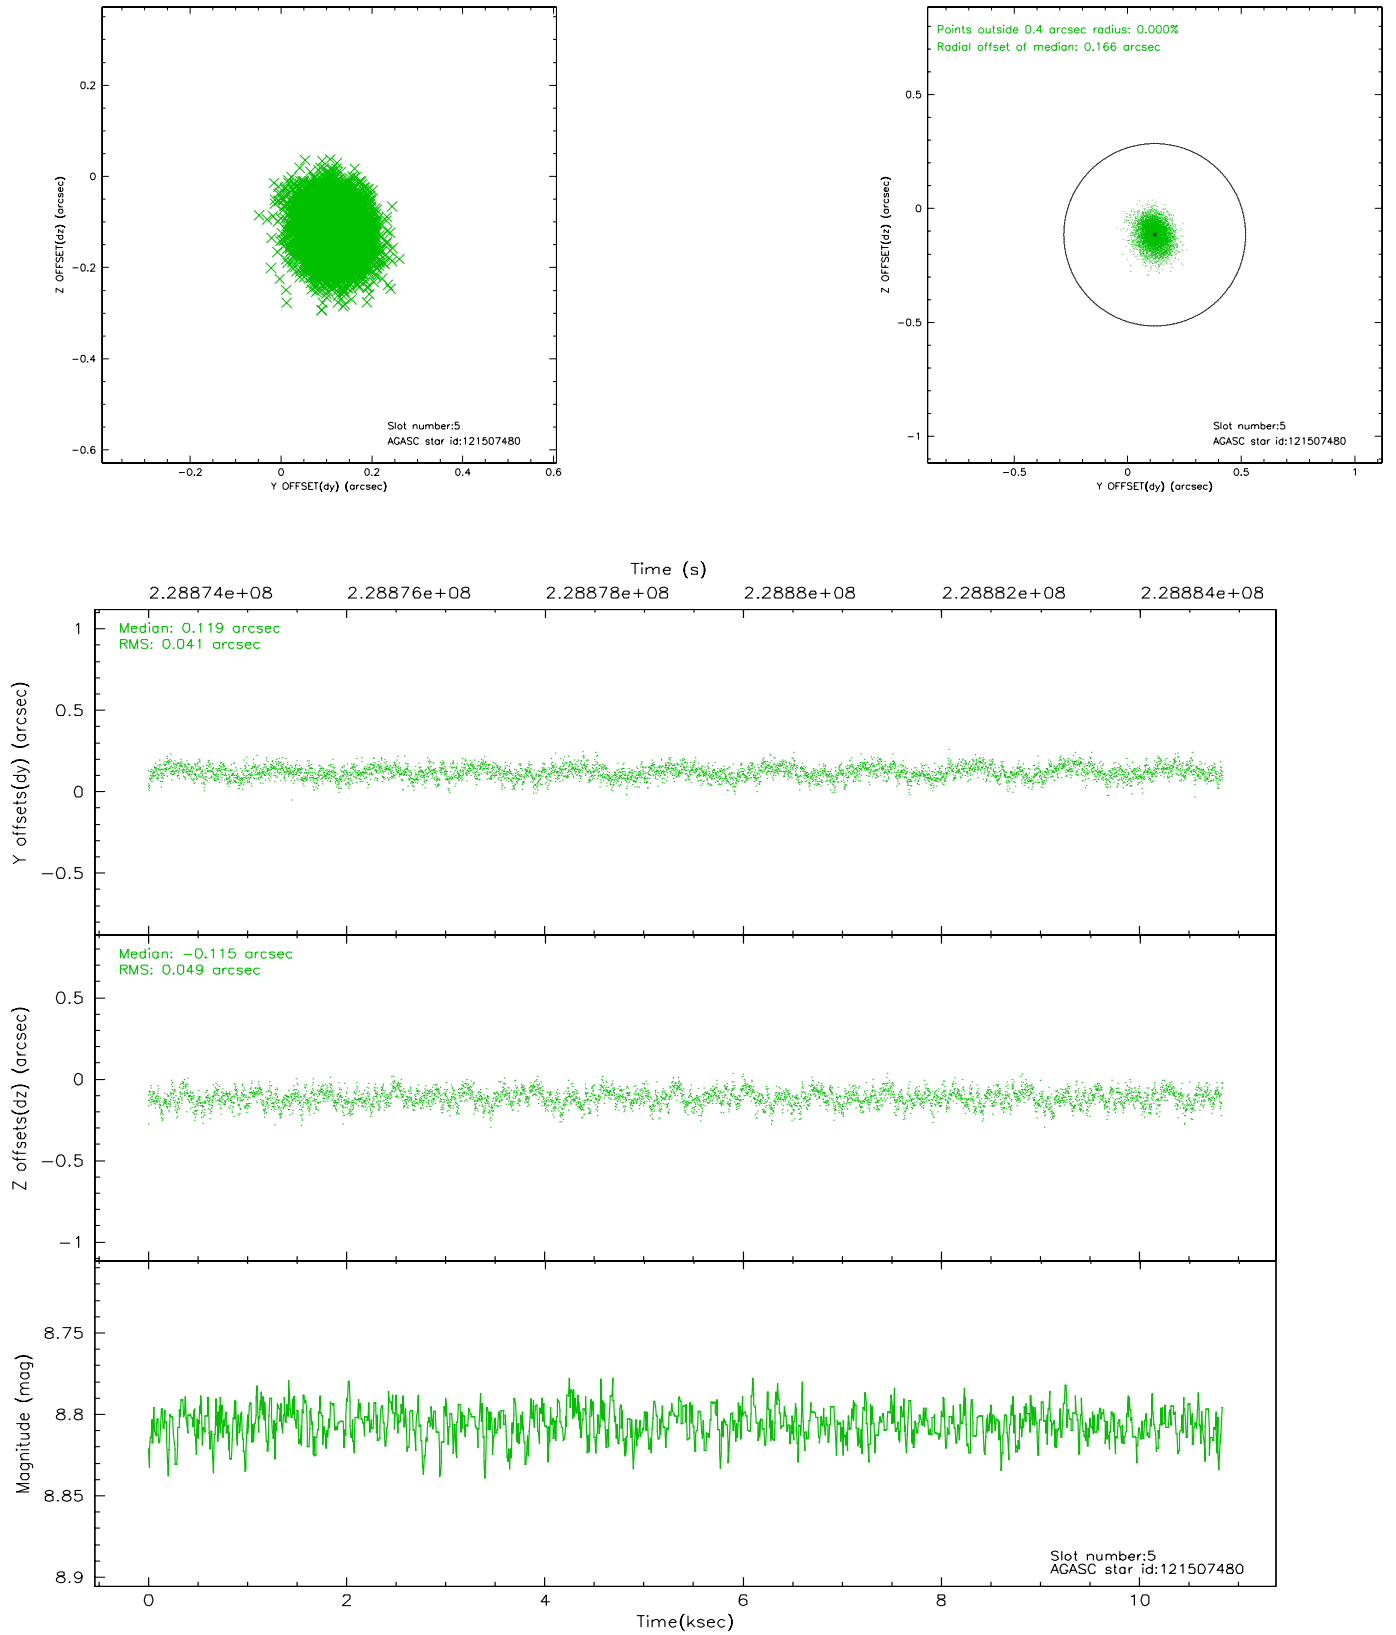 0.2
0
−0.2
−0.4
−0.6
Z OFFSET(dz) (arcsec)
Slot number:5
AGASC star id:121507480
−0.2 0 0.2 0.4 0.6
Y OFFSET(dy) (arcsec)
Points outside 0.4 arcsec radius: 0.000%
Radial offset of median: 0.166 arcsec
0.5
0
−0.5
−1
Z OFFSET(dz) (arcsec)
Slot number:5
AGASC star id:121507480
−0.5 0 0.5 1
Y OFFSET(dy) (arcsec)
Time (s)
2.28874e+08 2.28876e+08 2.28878e+08 2.2888e+08 2.28882e+08 2.28884e+08
Median: 0.119 arcsec
RMS: 0.041 arcsec
1
0.5
0
−0.5
Y offsets(dy) (arcsec)
Median: −0.115 arcsec
RMS: 0.049 arcsec
0.5
0
−0.5
−1
Z offsets(dz) (arcsec)
8.75
8.8
8.85
8.9
Magnitude (mag)
Slot number:5
AGASC star id:121507480
0 2 4 6 8 10
Time(ksec)